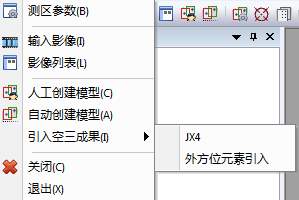 测区参数(B)
输入影像(I)
影像列表(L)
人工创建模型(C)
自动创建模型(A)
引入空三成果(I)
JX4
外方位元素引入
关闭(C)
退出(X)